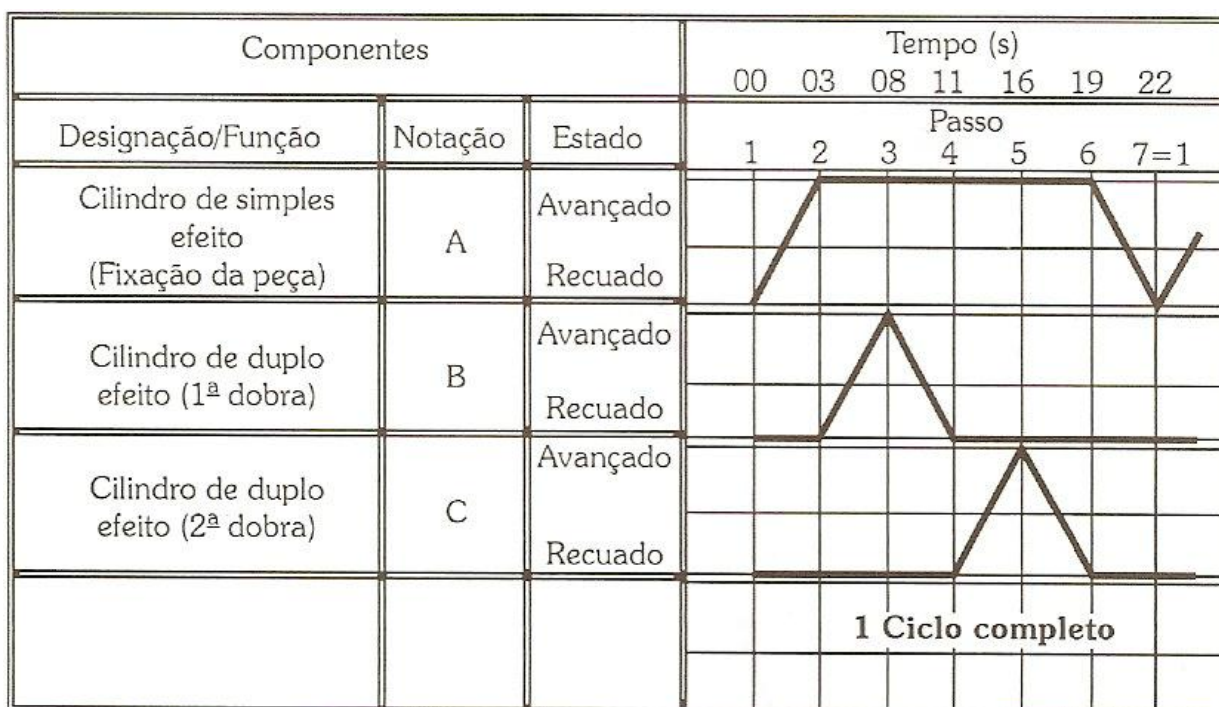 Componentes
Tempo (s)
00 03 08 11 16 19 22
Designação/Função
Notação
Estado
Passo
1 2 3 4 5 6 7=1
Cilindro de simples
efeito
(Fixação da peça)
A
Avançado
Recuado
Cilindro de duplo
efeito (1ª dobra)
B
Avançado
Recuado
Cilindro de duplo
efeito (2ª dobra)
C
Avançado
Recuado
1 Ciclo completo